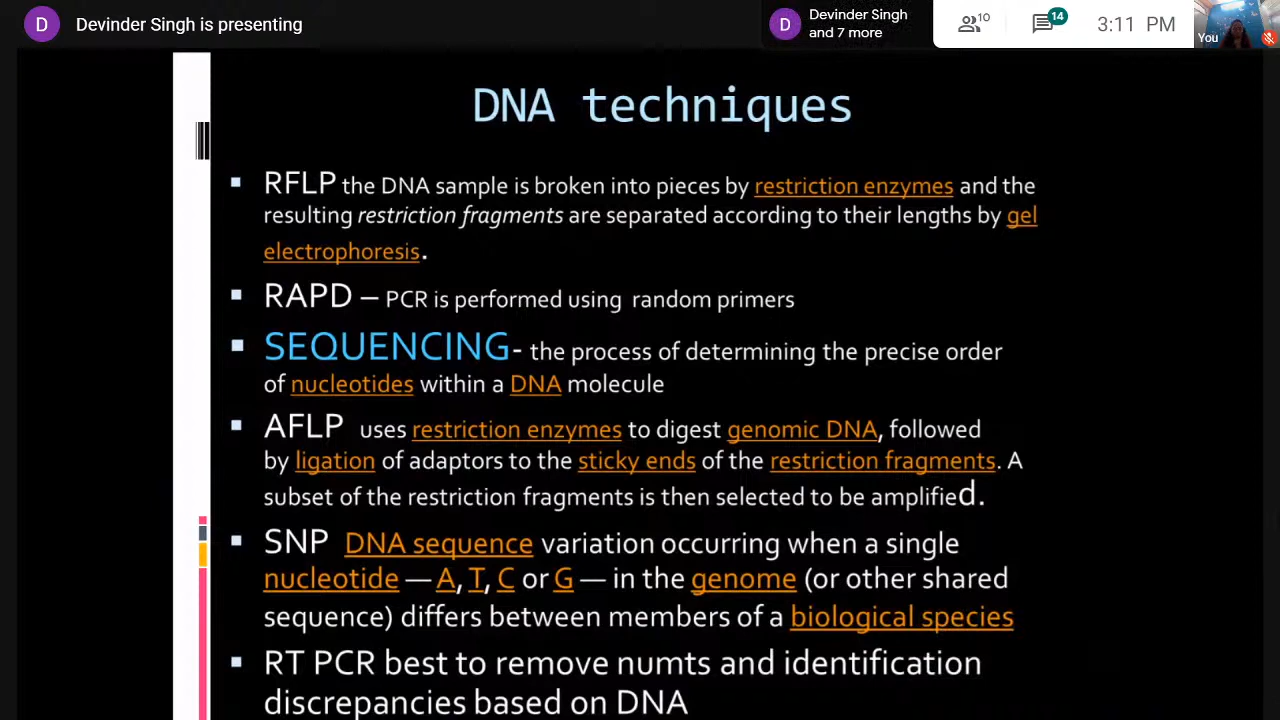 D Devinder Singh is presenting
D Devinder Singh
and 7 more
10
14
3:11 PM
You
DNA techniques
▪ RFLP the DNA sample is broken into pieces by restriction enzymes and the
resulting restriction fragments are separated according to their lengths by gel
electrophoresis.
▪ RAPD – PCR is performed using random primers
▪ SEQUENCING- the process of determining the precise order
of nucleotides within a DNA molecule
▪ AFLP uses restriction enzymes to digest genomic DNA, followed
by ligation of adaptors to the sticky ends of the restriction fragments. A
subset of the restriction fragments is then selected to be amplified.
▪ SNP DNA sequence variation occurring when a single
nucleotide — A, T, C or G — in the genome (or other shared
sequence) differs between members of a biological species
▪ RT PCR best to remove numts and identification
discrepancies based on DNA